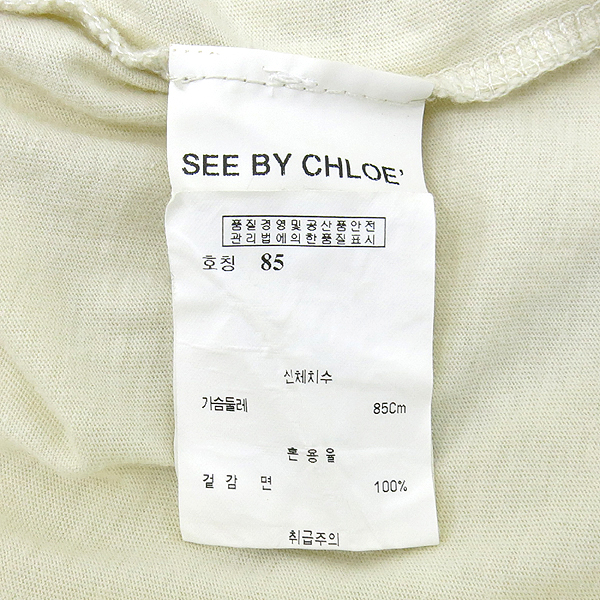 SEE BY CHLOE'
품질경영및공산품안전
관리법에의한품질표시
호칭 85
신체치수
가슴둘레 85Cm
혼용율
겉감 면 100%
취급주의